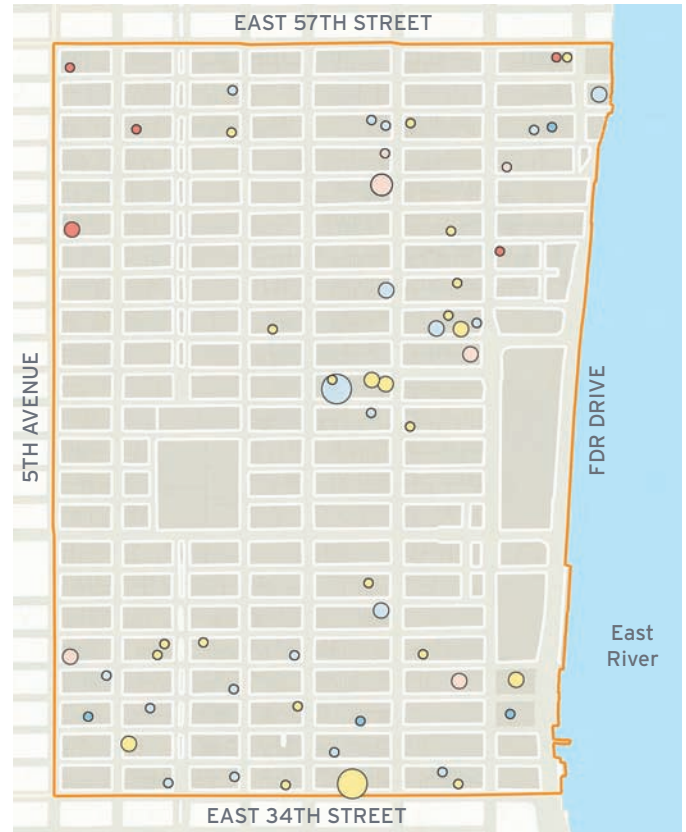 EAST 57TH STREET
5TH AVENUE
FDR DRIVE
East
River
EAST 34TH STREET